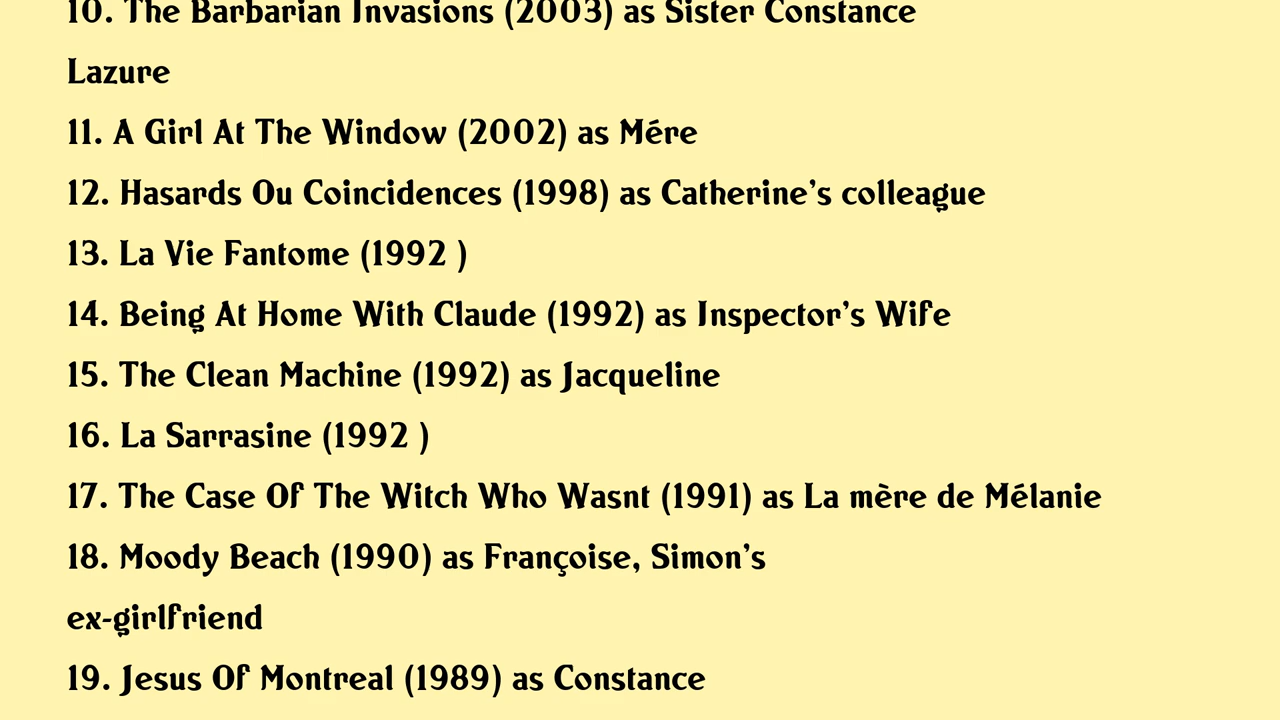 10. The Barbarian Invasions (2003) as Sister Constance
Lazure
11. A Girl At The Window (2002) as Mére
12. Hasards Ou Coincidences (1998) as Catherine's colleague
13. La Vie Fantome (1992 )
14. Being At Home With Claude (1992) as Inspector's Wife
15. The Clean Machine (1992) as Jacqueline
16. La Sarrasine (1992 )
17. The Case Of The Witch Who Wasnt (1991) as La mère de Mélanie
18. Moody Beach (1990) as Françoise, Simon's
ex-girlfriend
19. Jesus Of Montreal (1989) as Constance